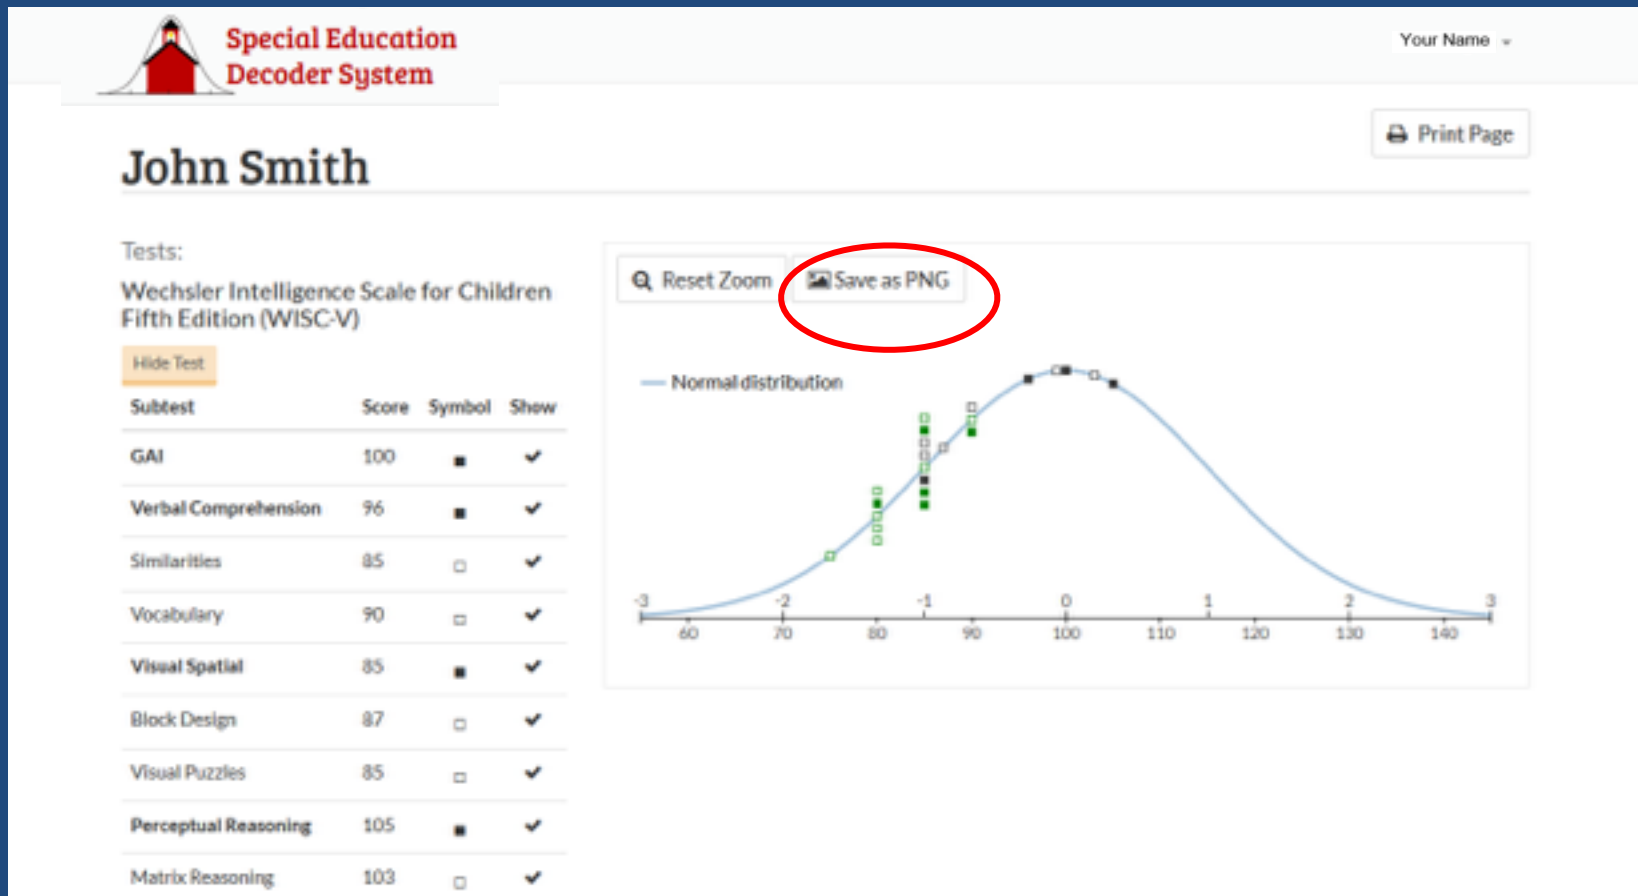 Special Education
Decoder System
Your Name
Print Page
John Smith
Tests:
Wechsler Intelligence Scale for Children
Fifth Edition (WISC-V)
Hide Test
Subtest Score Symbol Show
GAI 100
Verbal Comprehension 96
Similarities 85
Vocabulary 90
Visual Spatial 85
Block Design 87
Visual Puzzles 85
Perceptual Reasoning 105
Matrix Reasoning 103
Reset Zoom Save as PNG
Normal distribution
-3 -2 -1 0 1 2 3
60 70 80 90 100 110 120 130 140